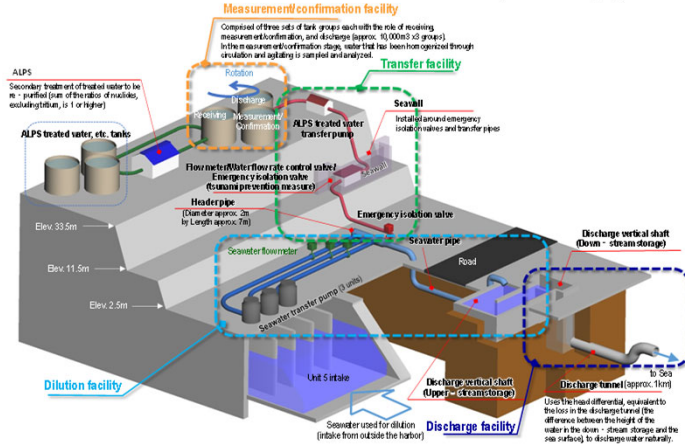 Measurement/confirmation facility
Comprised of three sets of tank groups each with the role of receiving,
measurement/confirmation, and discharge (approx. 10,000m3 x3 groups).
In the measurement/confirmation stage, water that has been homogenized through
circulation and agitating is sampled and analyzed.
ALPS
Secondary treatment of treated water to be
re・purified (sum of the ratios of nuclides,
excluding tritium, is 1 or higher)
Rotation
Discharge
Receiving
Measurement/
Confirmation
Transfer facility
ALPS treated water
transfer pump
Seawall
Installed around emergency
isolation valves and transfer pipes
ALPS treated water, etc. tanks
Seawall
Flow meter/Water flow rate control valve/
Emergency isolation valve
(tsunami prevention measure)
Header pipe
(Diameter approx. 2m
by Length approx. 7m)
Emergency isolation valve
Elev. 33.5m
Elev. 11.5m
Elev. 2.5m
Seawater flow meter
Seawater pipe
Road
Discharge vertical shaft
(Down・stream storage)
Seawater transfer pump (3 units)
Unit 5 intake
Dilution facility
Seawater used for dilution
(intake from outside the harbor)
Discharge vertical shaft
(Upper・stream storage)
Discharge facility
to Sea
Discharge tunnel (approx. 1km)
Uses the head differential, equivalent to
the loss in the discharge tunnel (the
difference between the height of
the water in the down・stream storage and
the sea surface), to discharge water naturally.